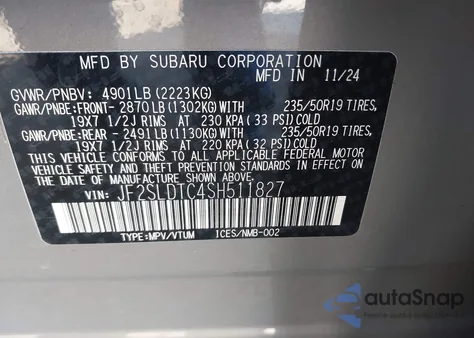 MFD BY SUBARU CORPORATION
GVWR/PNBV: 4901LB (2223KG) MFD IN 11/24
GAWR/PNBE:FRONT- 2870LB (1302KG)WITH 235/50R19 TIRES,
19X7 1/2J RIMS AT 230 KPA (33 PSI)COLD
GAWR/PNBE:REAR - 2491LB (1130KG)WITH 235/50R19 TIRES,
19X7 1/2J RIMS AT 220 KPA (32 PSI)COLD
THIS VEHICLE CONFORMS TO ALL APPLICABLE FEDERAL MOTOR
VEHICLE SAFETY AND THEFT PREVENTION STANDARDS
IN EFFECT ON THE DATE OF MANUFACTURE SHOWN ABOVE.
VIN: JF2SLDTC4SH511827
TYPE:MPV/VTUM ICES/NMB-002
autoSnap